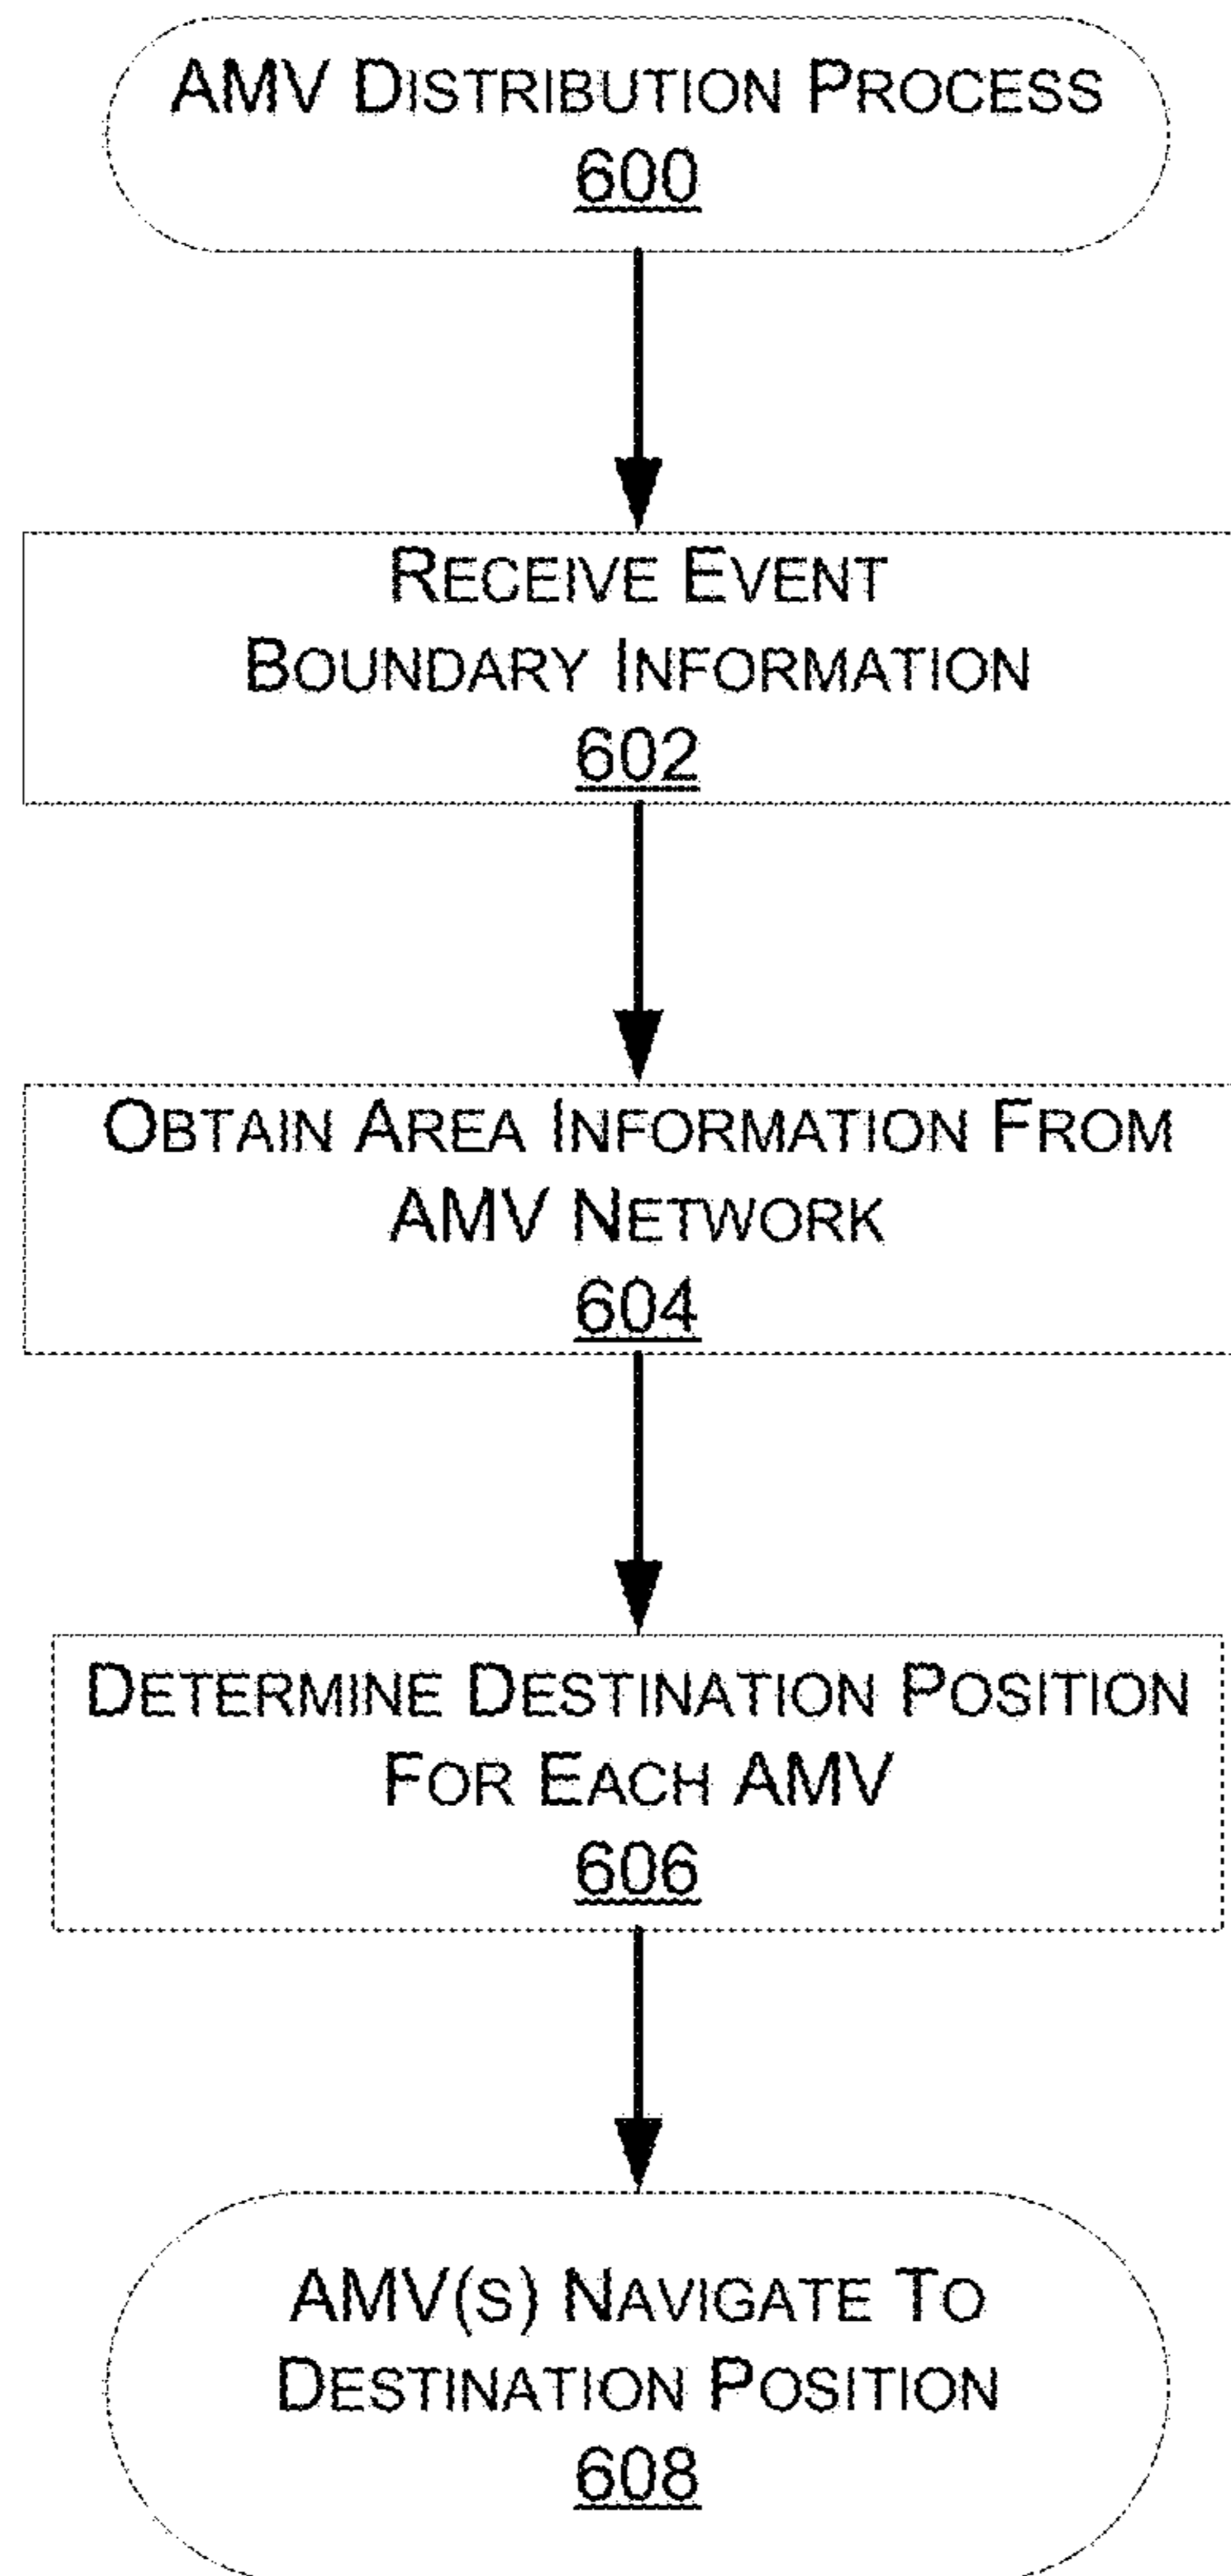 AMV DISTRIBUTION PROCESS
600
RECEIVE EVENT
BOUNDARY INFORMATION
602
OBTAIN AREA INFORMATION FROM
AMV NETWORK
604
DETERMINE DESTINATION POSITION
FOR EACH AMV
606
AMV(S) NAVIGATE TO
DESTINATION POSITION
608